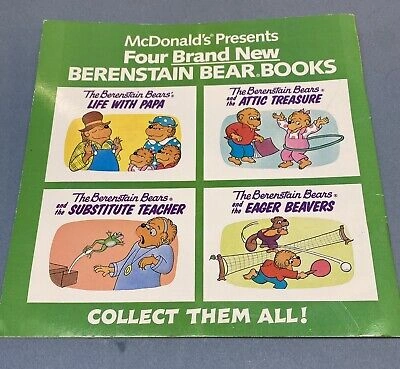 McDonald's® Presents
Four Brand New
BERENSTAIN BEAR® BOOKS
The Berenstain Bears®
LIFE WITH PAPA
The Berenstain Bears®
and the ATTIC TREASURE
The Berenstain Bears®
and the SUBSTITUTE TEACHER
The Berenstain Bears®
and the EAGER BEAVERS
COLLECT THEM ALL!